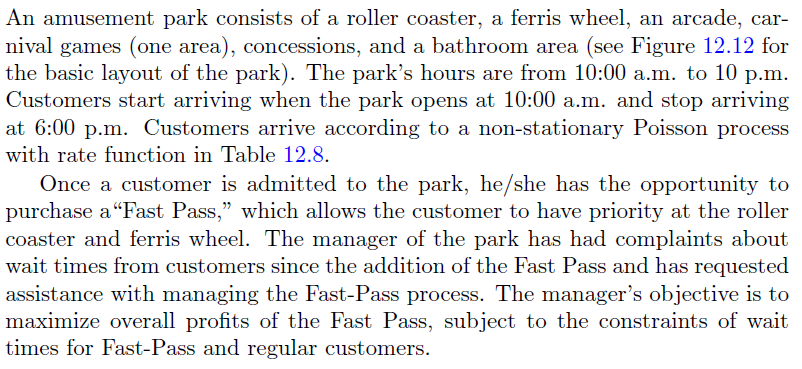 An amusement park consists of a roller coaster, a ferris wheel, an arcade, car-
nival games (one area), concessions, and a bathroom area (see Figure 12.12 for
the basic layout of the park). The park's hours are from 10:00 a.m. to 10 p.m.
Customers start arriving when the park opens at 10:00 a.m. and stop arriving
at 6:00 p.m. Customers arrive according to a non-stationary Poisson process
with rate function in Table 12.8.
Once a customer is admitted to the park, he/she has the opportunity to
purchase a “Fast Pass,” which allows the customer to have priority at the roller
coaster and ferris wheel. The manager of the park has had complaints about
wait times from customers since the addition of the Fast Pass and has requested
assistance with managing the Fast-Pass process. The manager's objective is to
maximize overall profits of the Fast Pass, subject to the constraints of wait
times for Fast-Pass and regular customers.